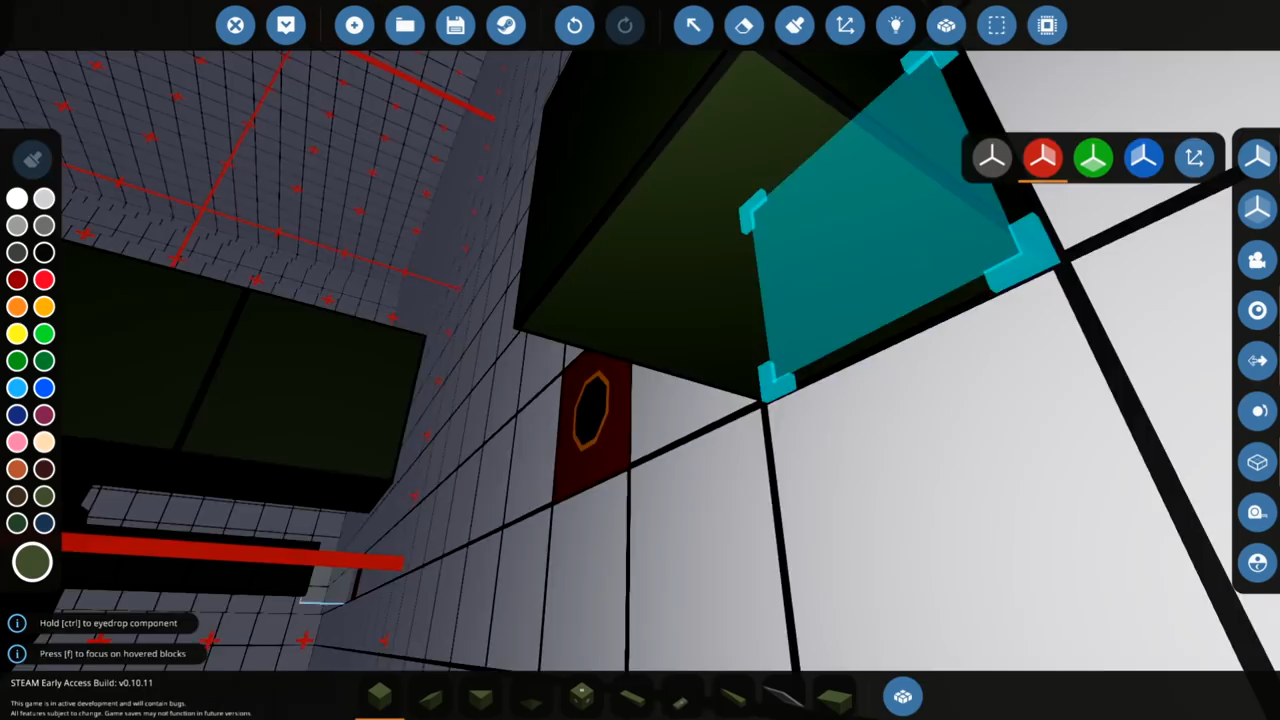 Hold [ctrl] to eyedrop component
Press [f] to focus on hovered blocks
STEAM Early Access Build: v0.10.11
This game is in active development and will contain bugs.
All features subject to change. Game saves may not function in future versions